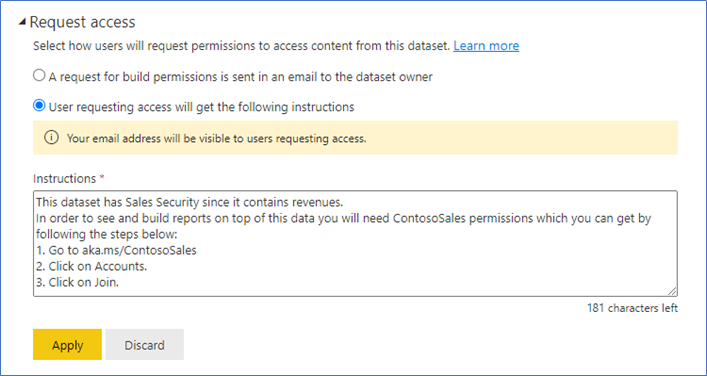 Request access
Select how users will request permissions to access content from this dataset. Learn more
A request for build permissions is sent in an email to the dataset owner
User requesting access will get the following instructions
Your email address will be visible to users requesting access.
Instructions *
This dataset has Sales Security since it contains revenues.
In order to see and build reports on top of this data you will need ContosoSales permissions which you can get by
following the steps below:
1. Go to aka.ms/ContosoSales
2. Click on Accounts.
3. Click on Join.
181 characters left
Apply Discard